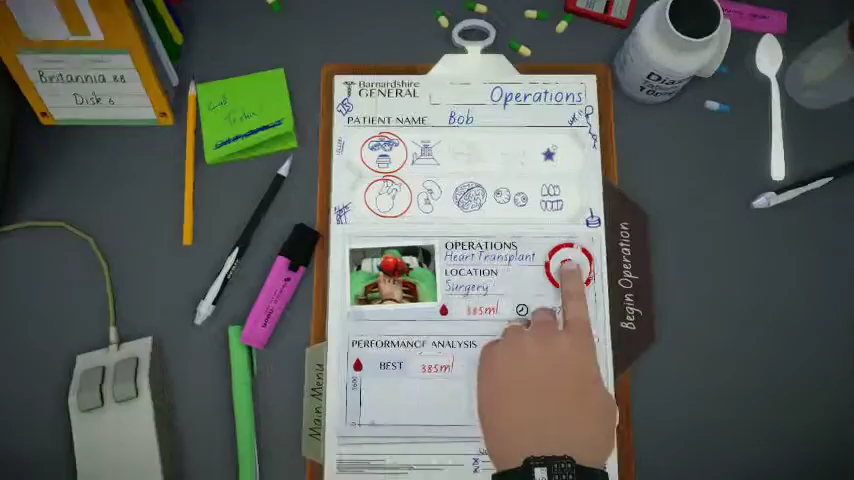 Britannia 88
Disk 6
Call
Barnardshire
GENERAL
Operations
PATIENT NAME Bob
OPERATIONS
Heart Transplant
LOCATION
Surgery
385ml
PERFORMANCE ANALYSIS
BEST 385ml
Begin Operation
Main Menu